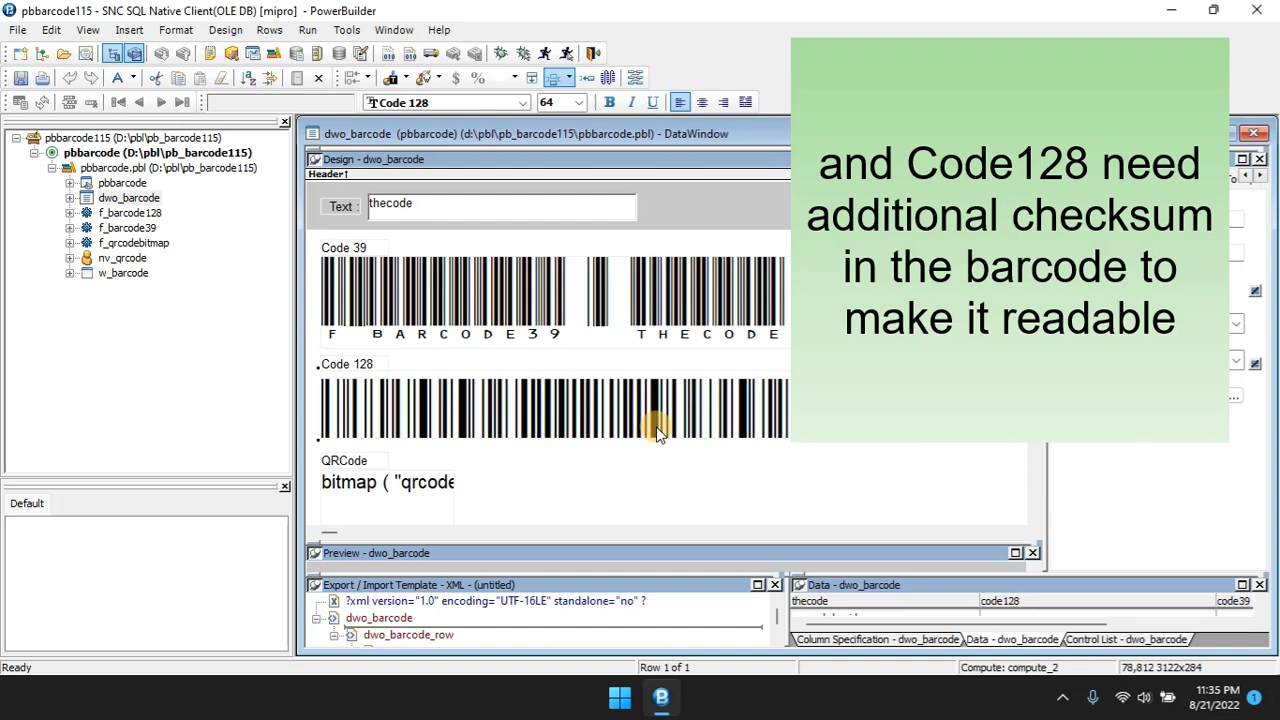 pbbarcode115 - SNC SQL Native Client(OLE DB) [mipro] - PowerBuilder
File Edit View Insert Format Design Rows Run Tools Window Help
Code 128 64 B I U
pbbarcode115 (D:\pbl\pb_barcode115)
pbbarcode (D:\pbl\pb_barcode115)
pbbarcode.pbl (D:\pbl\pb_barcode115)
pbbarcode
dwo_barcode
f_barcode128
f_barcode39
f_qrcodebitmap
nv_qrcode
w_barcode
Default
dwo_barcode (pbbarcode) (d:\pbl\pb_barcode115\pbbarcode.pbl) - DataWindow
Design - dwo_barcode
Header↑
Text : thecode
Code 39
F BARCODE39 THECODE
Code 128
QRCode
bitmap ( "qrcode
and Code128 need
additional checksum
in the barcode to
make it readable
Preview - dwo_barcode
Export / Import Template - XML - (untitled)
?xml version="1.0" encoding="UTF-16LE" standalone="no" ?
dwo_barcode
dwo_barcode_row
Data - dwo_barcode
thecode code128 code39
Column Specification - dwo_barcode Data - dwo_barcode Control List - dwo_barcode
Ready Row 1 of 1 Compute: compute_2 78,812 3122x284
11:35 PM
8/21/2022
1